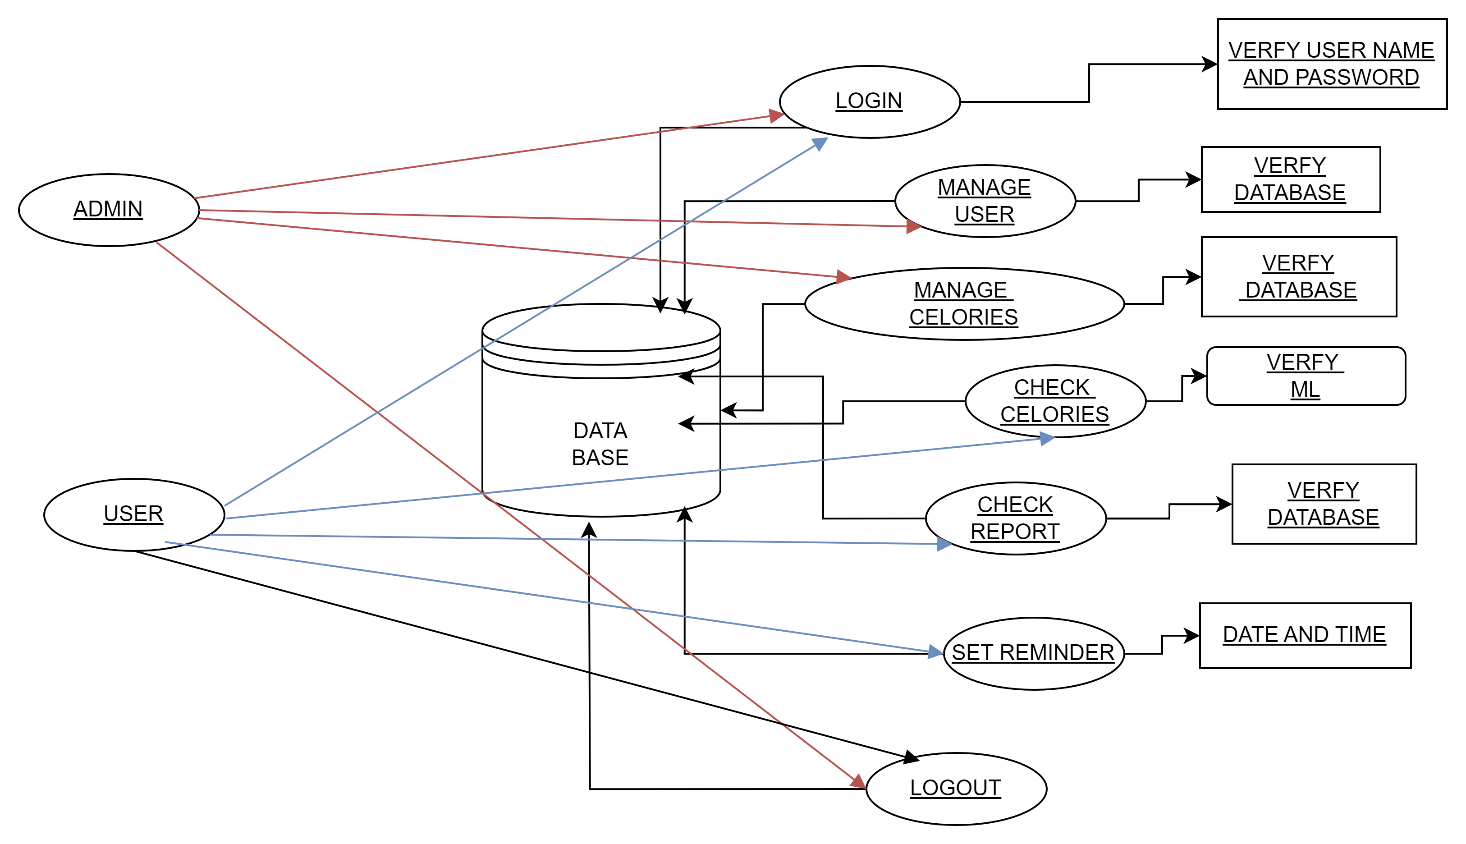 VERFY USER NAME
AND PASSWORD
LOGIN
VERFY
DATABASE
MANAGE
USER
ADMIN
VERFY
DATABASE
MANAGE
CELORIES
VERFY
ML
CHECK
CELORIES
DATA
BASE
VERFY
DATABASE
CHECK
REPORT
USER
DATE AND TIME
SET REMINDER
LOGOUT